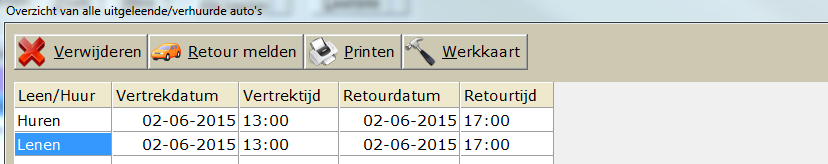 Overzicht van alle uitgeleende/verhuurde auto's
Verwijderen Retour melden Printen Werkkaart
Leen/Huur Vertrekdatum Vertrektijd Retourdatum Retourtijd
Huren 02-06-2015 13:00 02-06-2015 17:00
Lenen 02-06-2015 13:00 02-06-2015 17:00